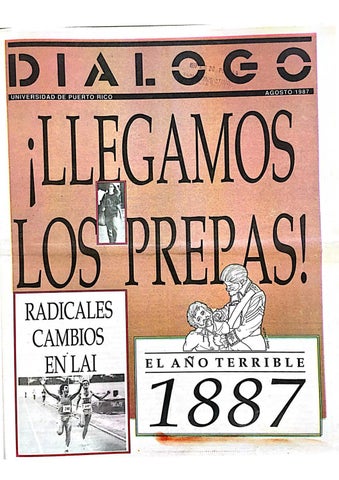 DIALOGO
UNIVERSIDAD DE PUERTO RICO
AGOSTO 1987
¡LLEGAMOS
LOS PREPAS!
RADICALES
CAMBIOS
EN LAI
EL AÑO TERRIBLE
1887